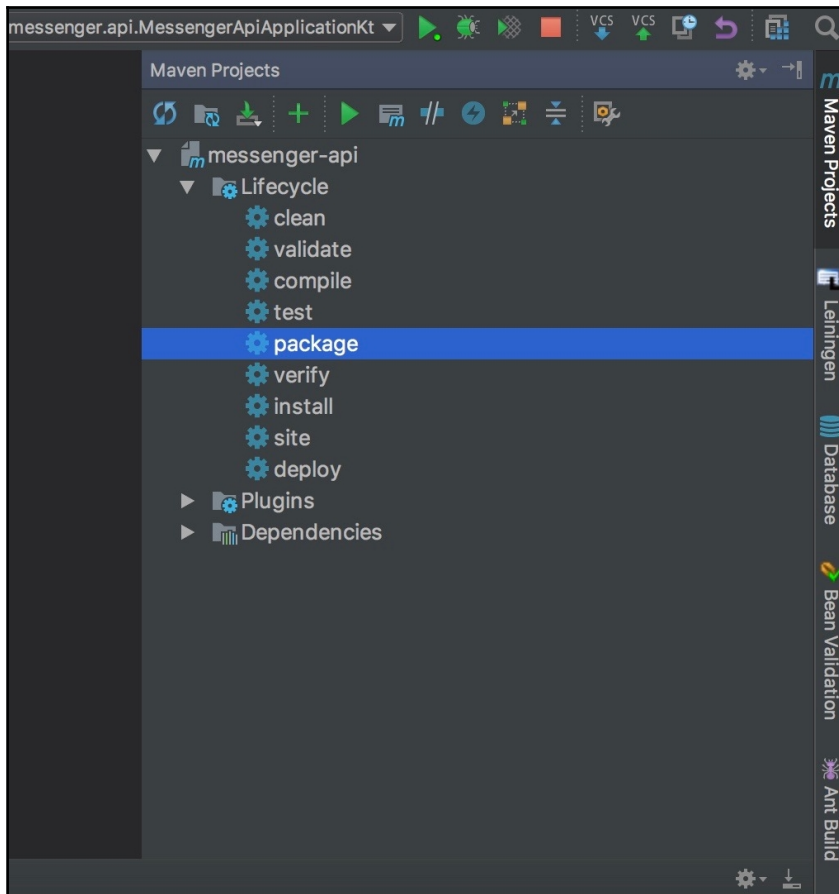 messenger.api.MessengerApiApplicationKt
VCS
VCS
Maven Projects
messenger-api
Lifecycle
clean
validate
compile
test
package
verify
install
site
deploy
Plugins
Dependencies
Maven Projects
Leiningen
Database
Bean Validation
Ant Build